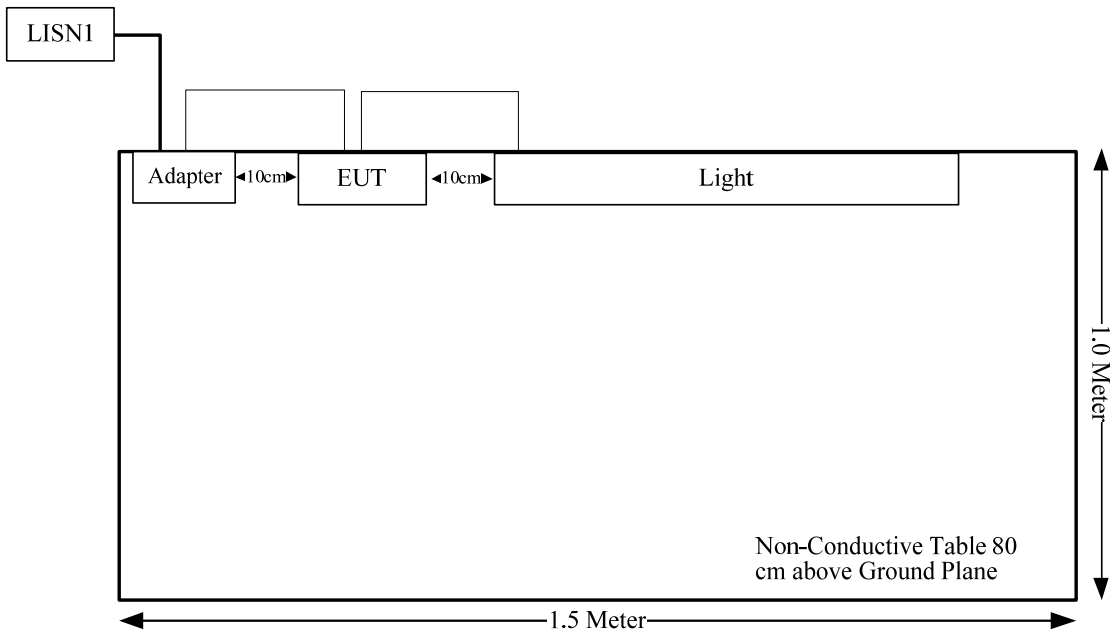 LISN1
Adapter
10cm
EUT
10cm
Light
1.0 Meter
Non-Conductive Table 80
cm above Ground Plane
1.5 Meter